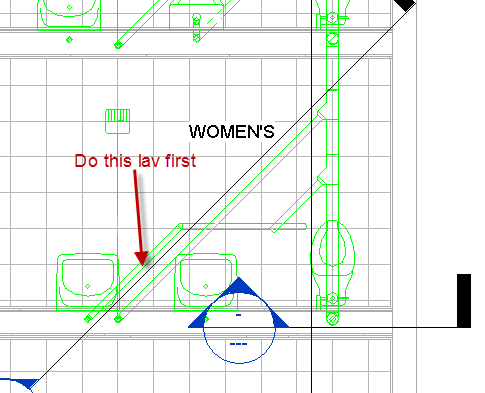 WOMEN'S
Do this lav first
-
---